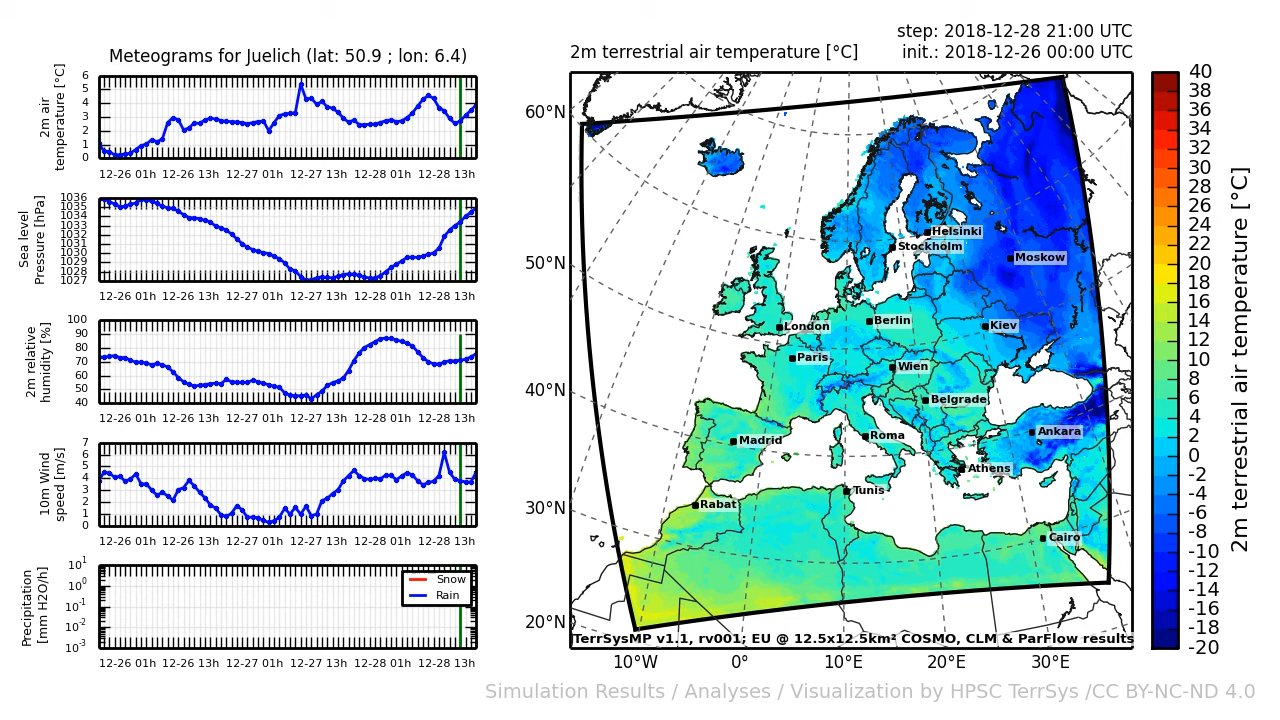 step: 2018-12-28 21:00 UTC
Meteograms for Juelich (lat: 50.9 ; lon: 6.4)
2m terrestrial air temperature [°C]
init.: 2018-12-26 00:00 UTC
2m air
temperature [°C]
6
5
4
3
2
1
0
12-26 01h 12-26 13h 12-27 01h 12-27 13h 12-28 01h 12-28 13h
Sea level
Pressure [hPa]
1036
1035
1034
1033
1032
1031
1030
1029
1028
1027
12-26 01h 12-26 13h 12-27 01h 12-27 13h 12-28 01h 12-28 13h
2m relative
humidity [%]
100
90
80
70
60
50
40
12-26 01h 12-26 13h 12-27 01h 12-27 13h 12-28 01h 12-28 13h
10m Wind
speed [m/s]
7
6
5
4
3
2
1
0
12-26 01h 12-26 13h 12-27 01h 12-27 13h 12-28 01h 12-28 13h
Precipitation
[mm H2O/h]
10^1
10^0
10^-1
10^-2
10^-3
Snow
Rain
12-26 01h 12-26 13h 12-27 01h 12-27 13h 12-28 01h 12-28 13h
60°N
50°N
40°N
30°N
20°N
Helsinki
Stockholm
Moskow
London
Berlin
Kiev
Paris
Wien
Belgrade
Madrid
Roma
Ankara
Athens
Tunis
Rabat
Cairo
TerrSysMP v1.1, rv001; EU @ 12.5x12.5km² COSMO, CLM & ParFlow results
10°W 0° 10°E 20°E 30°E
40
38
36
34
32
30
28
26
24
22
20
18
16
14
12
10
8
6
4
2
0
-2
-4
-6
-8
-10
-12
-14
-16
-18
-20
2m terrestrial air temperature [°C]
Simulation Results / Analyses / Visualization by HPSC TerrSys /CC BY-NC-ND 4.0